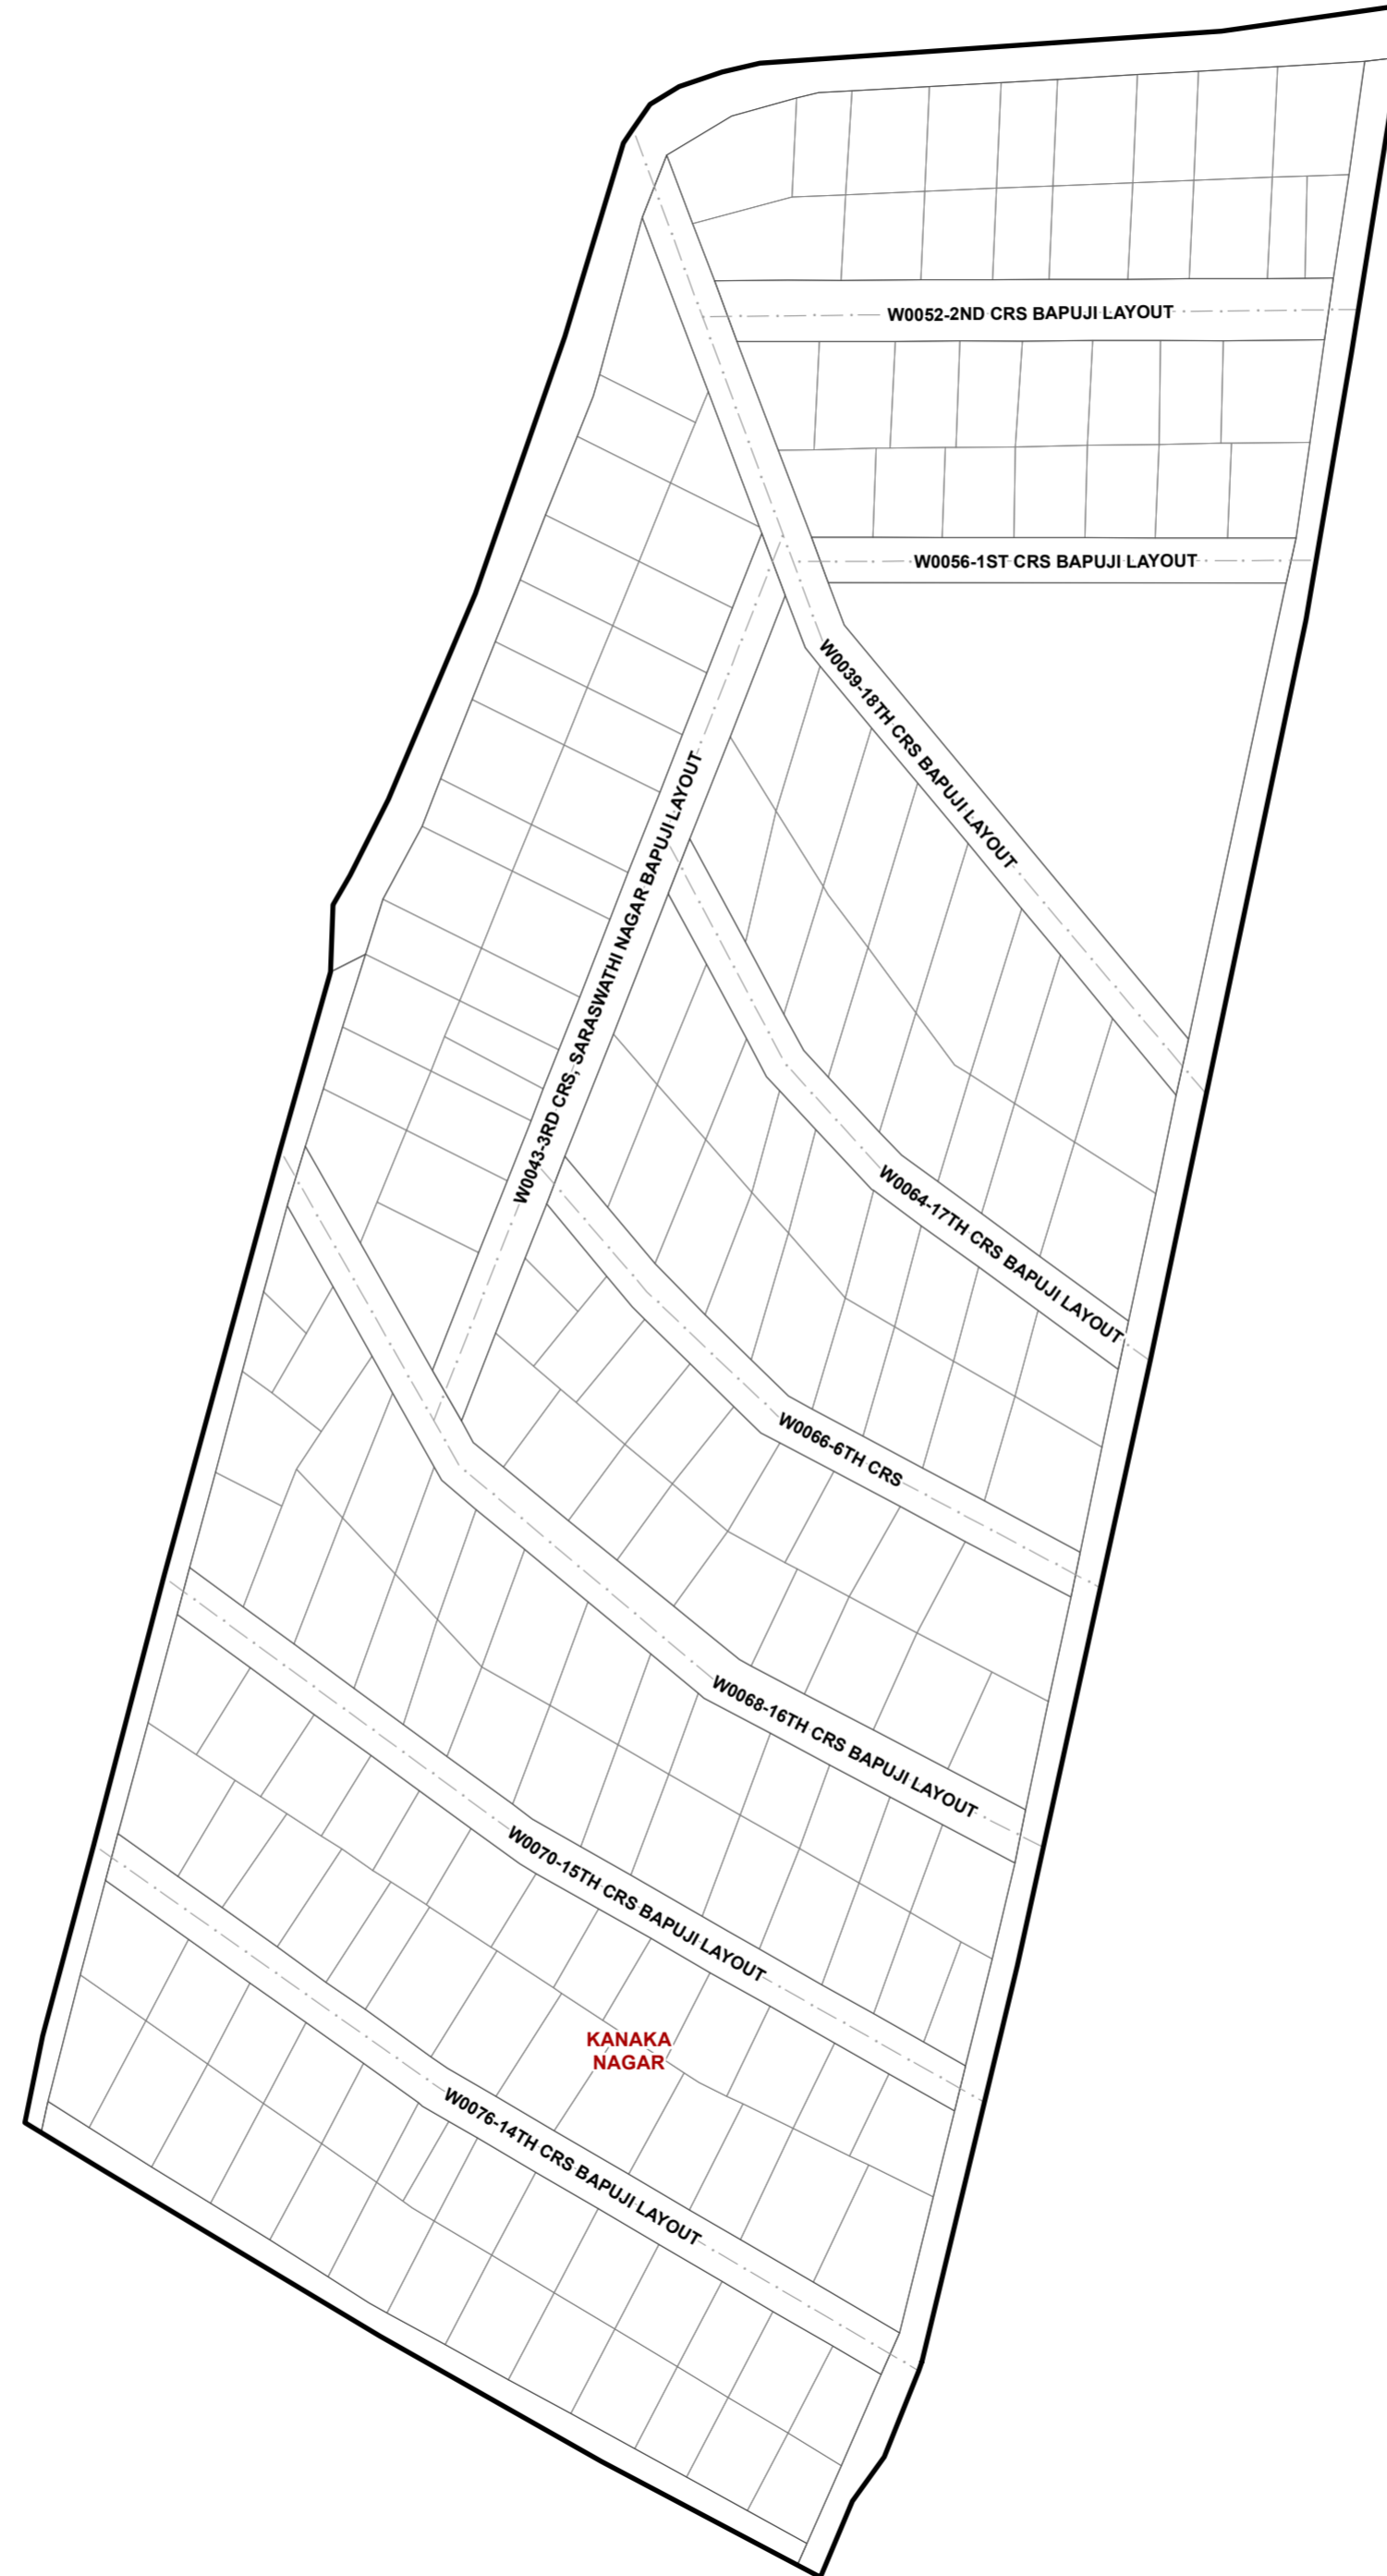 W0052-2ND CRS BAPUJI LAYOUT
W0056-1ST CRS BAPUJI LAYOUT
W0039-18TH CRS BAPUJI LAYOUT
W0043-3RD CRS, SARASWATHI NAGAR BAPUJI LAYOUT
W0064-17TH CRS BAPUJI LAYOUT
W0066-6TH CRS
W0068-16TH CRS BAPUJI LAYOUT
W0070-15TH CRS BAPUJI LAYOUT
KANAKA
NAGAR
W0076-14TH CRS BAPUJI LAYOUT